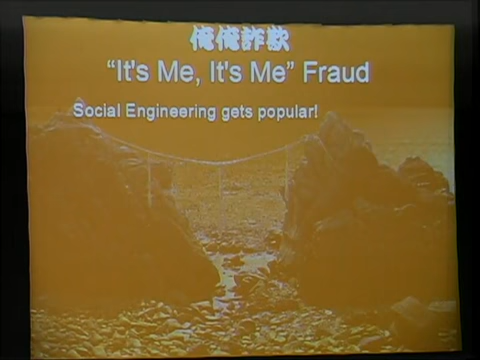 俺俺詐欺
“It's Me, It's Me” Fraud
Social Engineering gets popular!